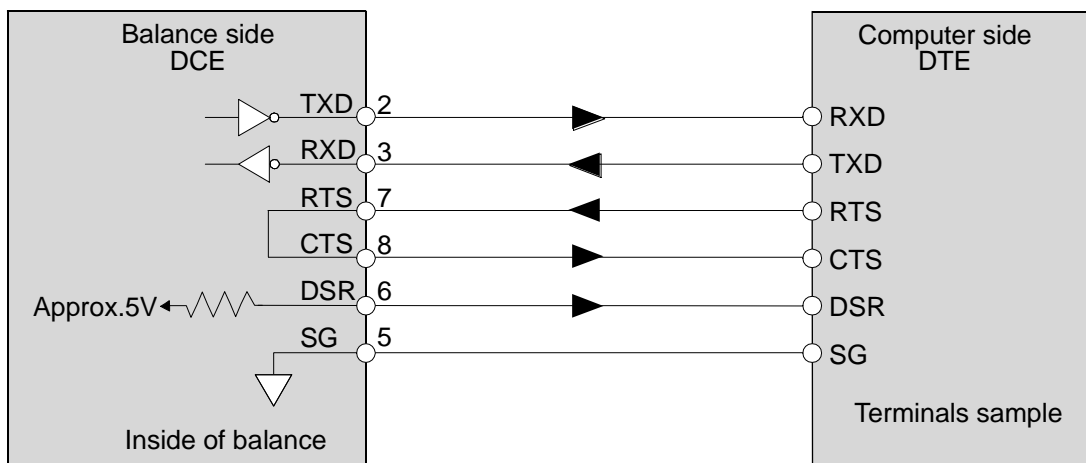 Balance side
DCE
Computer side
DTE
TXD 2 RXD
RXD 3 TXD
RTS 7 RTS
CTS 8 CTS
Approx.5V DSR 6 DSR
SG 5 SG
Inside of balance
Terminals sample